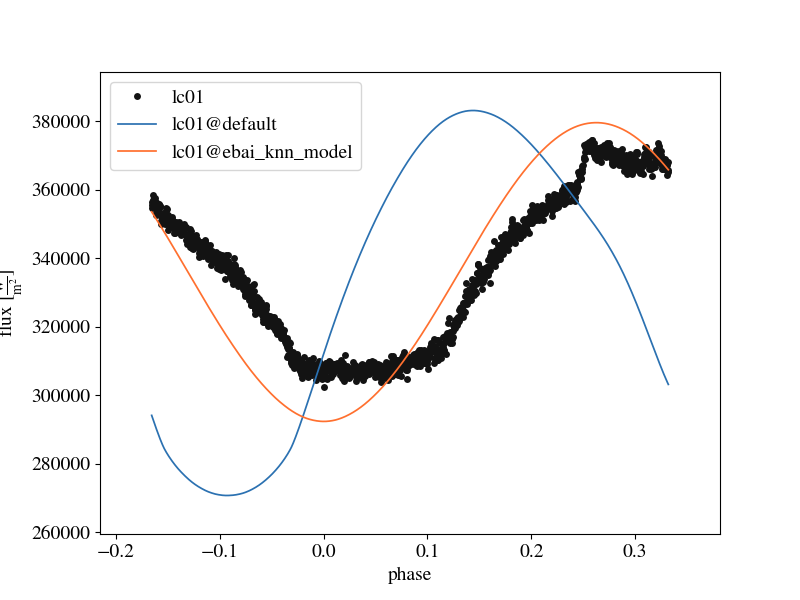 lc01
lc01@default
lc01@ebai_knn_model
380000
360000
340000
320000
300000
280000
260000
flux [W/m²]
−0.2
−0.1
0.0
0.1
0.2
0.3
phase